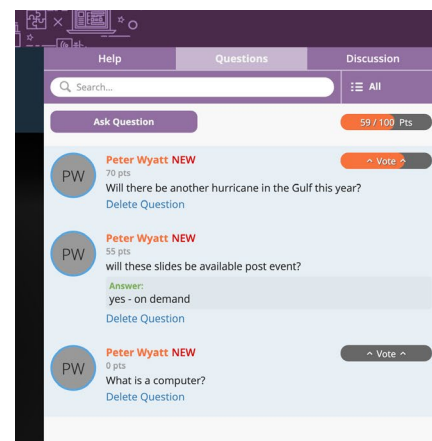 Help Questions Discussion
Search... All
Ask Question 59 / 100 Pts
PW Peter Wyatt NEW ^ Vote ^
70 pts
Will there be another hurricane in the Gulf this year?
Delete Question
PW Peter Wyatt NEW
55 pts
will these slides be available post event?
Answer:
yes - on demand
Delete Question
PW Peter Wyatt NEW ^ Vote ^
0 pts
What is a computer?
Delete Question